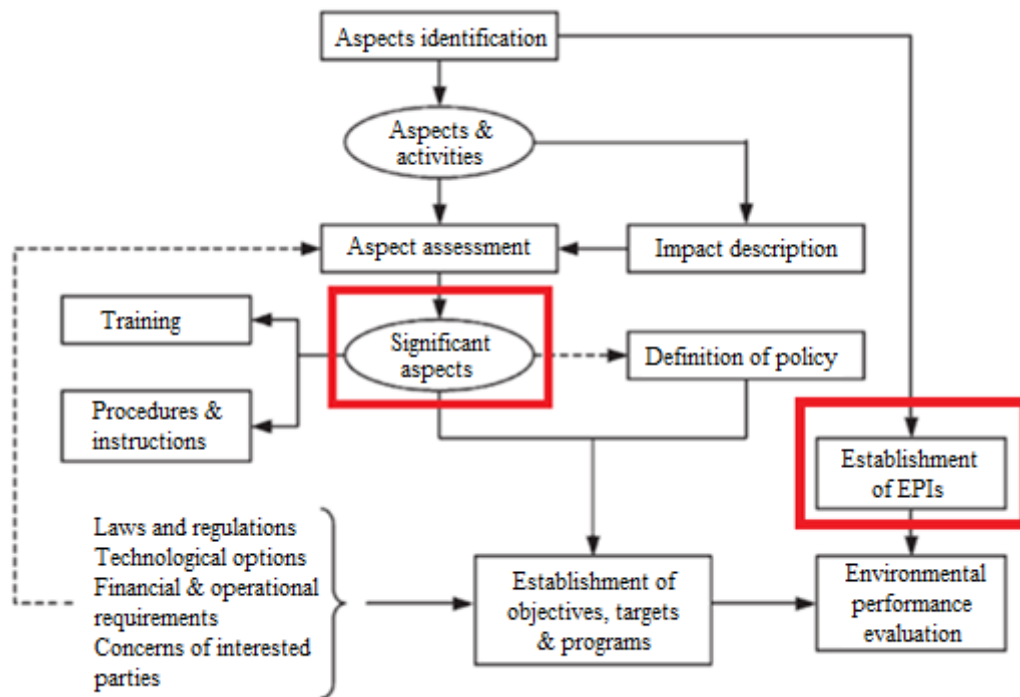 Aspects identification
Aspects &
activities
Aspect assessment
Impact description
Training
Significant
aspects
Definition of policy
Procedures &
instructions
Establishment
of EPIs
Laws and regulations
Technological options
Financial & operational
requirements
Concerns of interested
parties
Establishment of
objectives, targets
& programs
Environmental
performance
evaluation